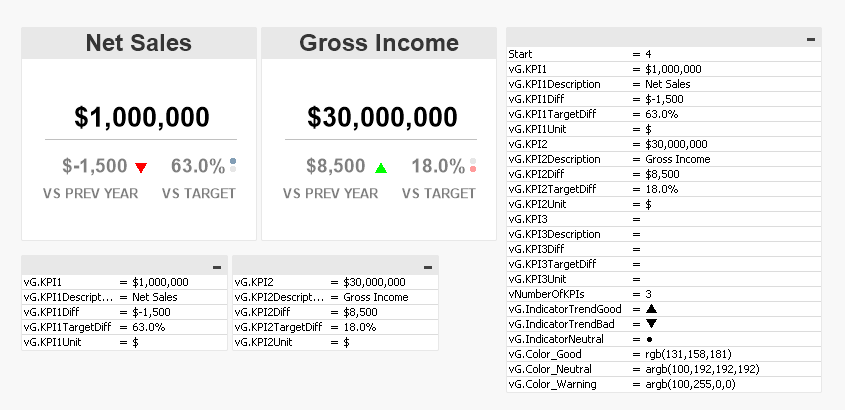 Net Sales
$1,000,000
$-1,500 ▼ 63.0%
VS PREV YEAR VS TARGET
Gross Income
$30,000,000
$8,500 ▲ 18.0%
VS PREV YEAR VS TARGET
vG.KPI1 = $1,000,000
vG.KPI1Descript... = Net Sales
vG.KPI1Diff = $-1,500
vG.KPI1TargetDiff = 63.0%
vG.KPI1Unit = $
vG.KPI2 = $30,000,000
vG.KPI2Descript... = Gross Income
vG.KPI2Diff = $8,500
vG.KPI2TargetDiff = 18.0%
vG.KPI2Unit = $
Start = 4
vG.KPI1 = $1,000,000
vG.KPI1Description = Net Sales
vG.KPI1Diff = $-1,500
vG.KPI1TargetDiff = 63.0%
vG.KPI1Unit = $
vG.KPI2 = $30,000,000
vG.KPI2Description = Gross Income
vG.KPI2Diff = $8,500
vG.KPI2TargetDiff = 18.0%
vG.KPI2Unit = $
vG.KPI3 =
vG.KPI3Description =
vG.KPI3Diff =
vG.KPI3TargetDiff =
vG.KPI3Unit =
vNumberOfKPIs = 3
vG.IndicatorTrendGood = ▲
vG.IndicatorTrendBad = ▼
vG.IndicatorNeutral = ●
vG.Color_Good = rgb(131,158,181)
vG.Color_Neutral = argb(100,192,192,192)
vG.Color_Warning = argb(100,255,0,0)